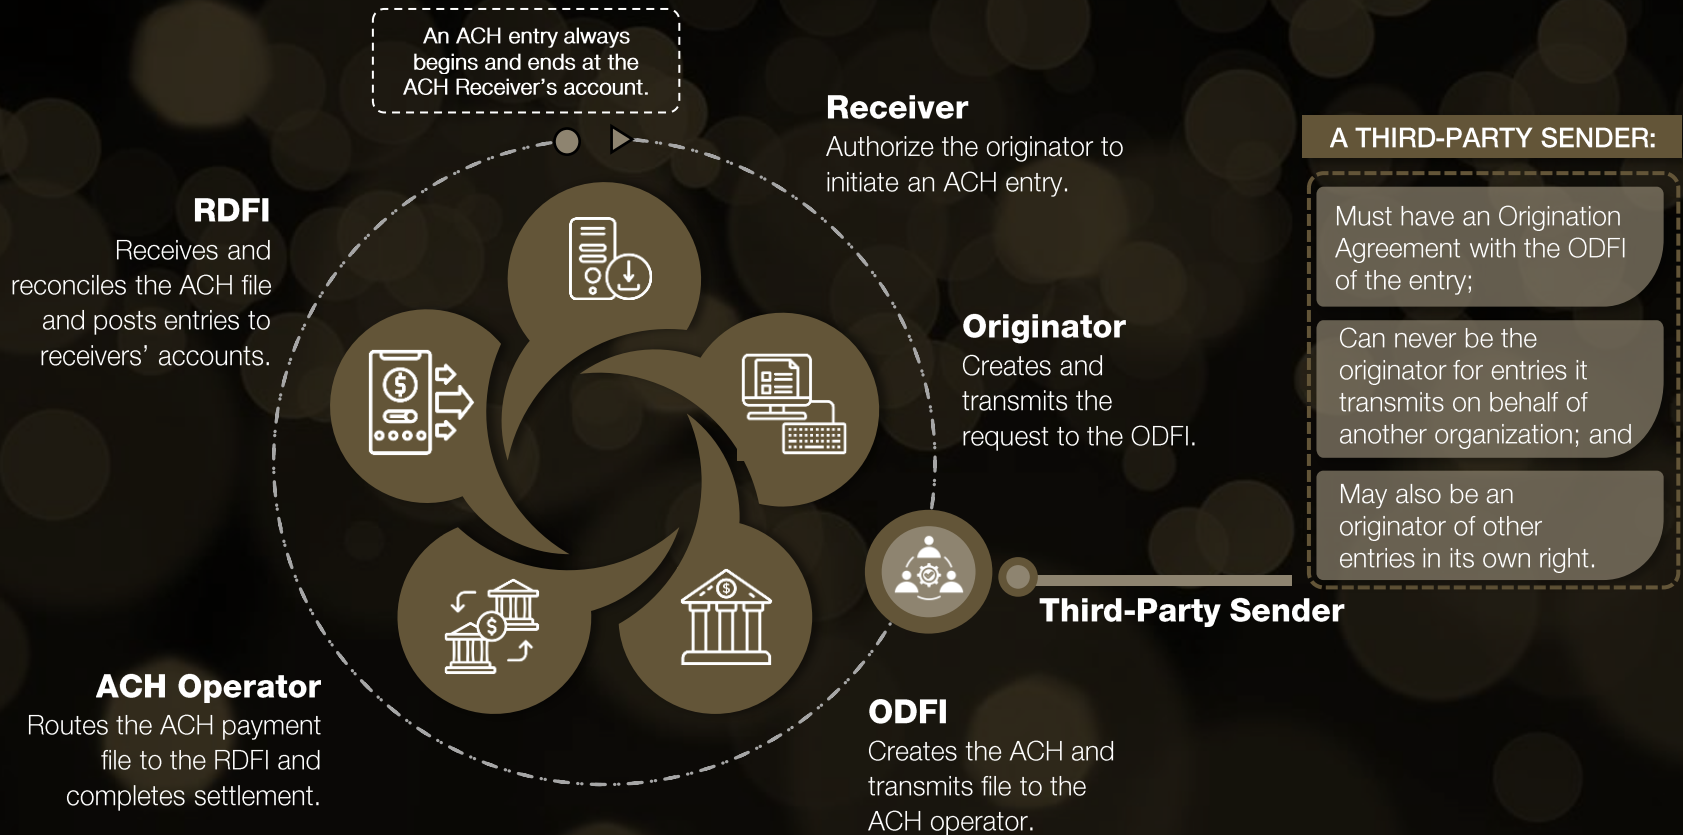 An ACH entry always
begins and ends at the
ACH Receiver's account.
Receiver
Authorize the originator to
initiate an ACH entry.
Originator
Creates and
transmits the
request to the ODFI.
Third-Party Sender
A THIRD-PARTY SENDER:
Must have an Origination
Agreement with the ODFI
of the entry;
Can never be the
originator for entries it
transmits on behalf of
another organization; and
May also be an
originator of other
entries in its own right.
ODFI
Creates the ACH and
transmits file to the
ACH operator.
ACH Operator
Routes the ACH payment
file to the RDFI and
completes settlement.
RDFI
Receives and
reconciles the ACH file
and posts entries to
receivers' accounts.
$
$
$